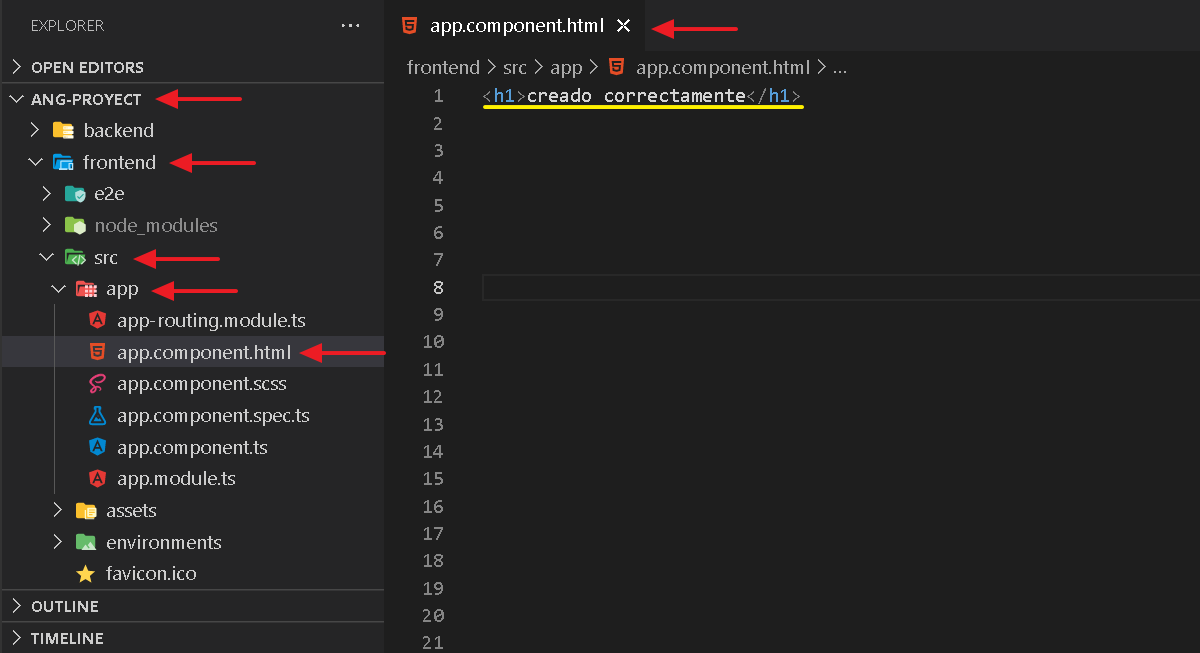 EXPLORER ...
OPEN EDITORS
ANG-PROYECT
backend
frontend
e2e
node_modules
src
app
app-routing.module.ts
app.component.html
app.component.scss
app.component.spec.ts
app.component.ts
app.module.ts
assets
environments
favicon.ico
OUTLINE
TIMELINE
app.component.html
frontend > src > app > app.component.html > ...
1 <h1>creado correctamente</h1>
2
3
4
5
6
7
8
9
10
11
12
13
14
15
16
17
18
19
20
21